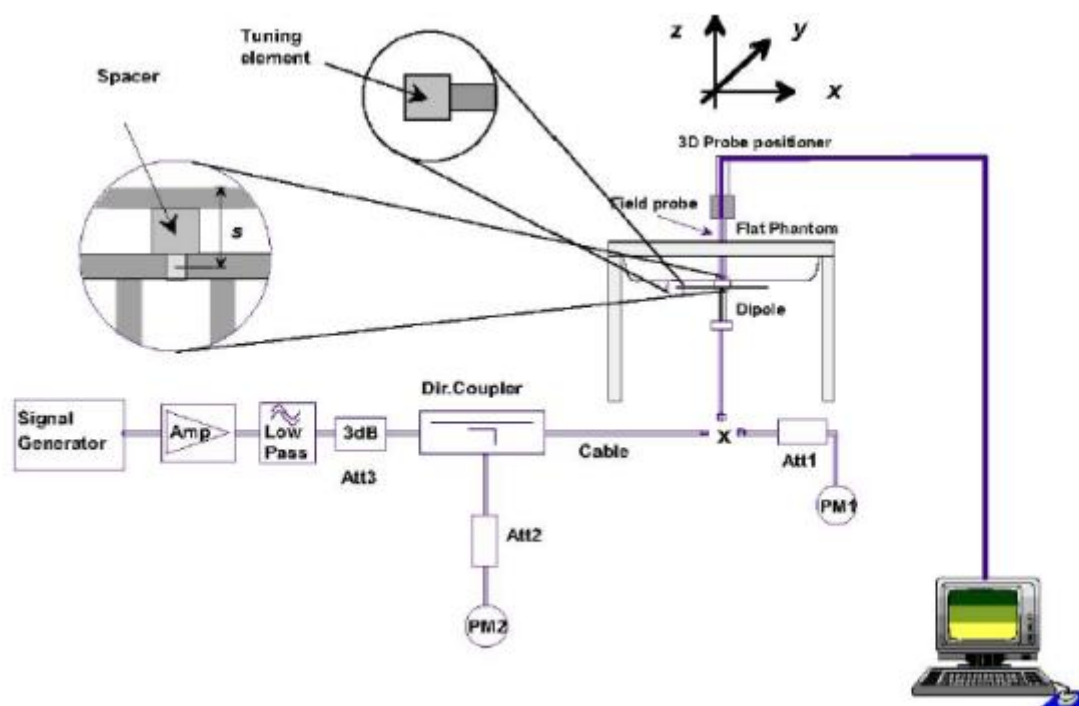 Tuning
element
z
y
x
Spacer
3D Probe positioner
Field probe
Flat Phantom
s
Dipole
Dir.Coupler
Signal
Generator
Amp
Low
Pass
3dB
Att3
Cable
X
Att1
PM1
Att2
PM2